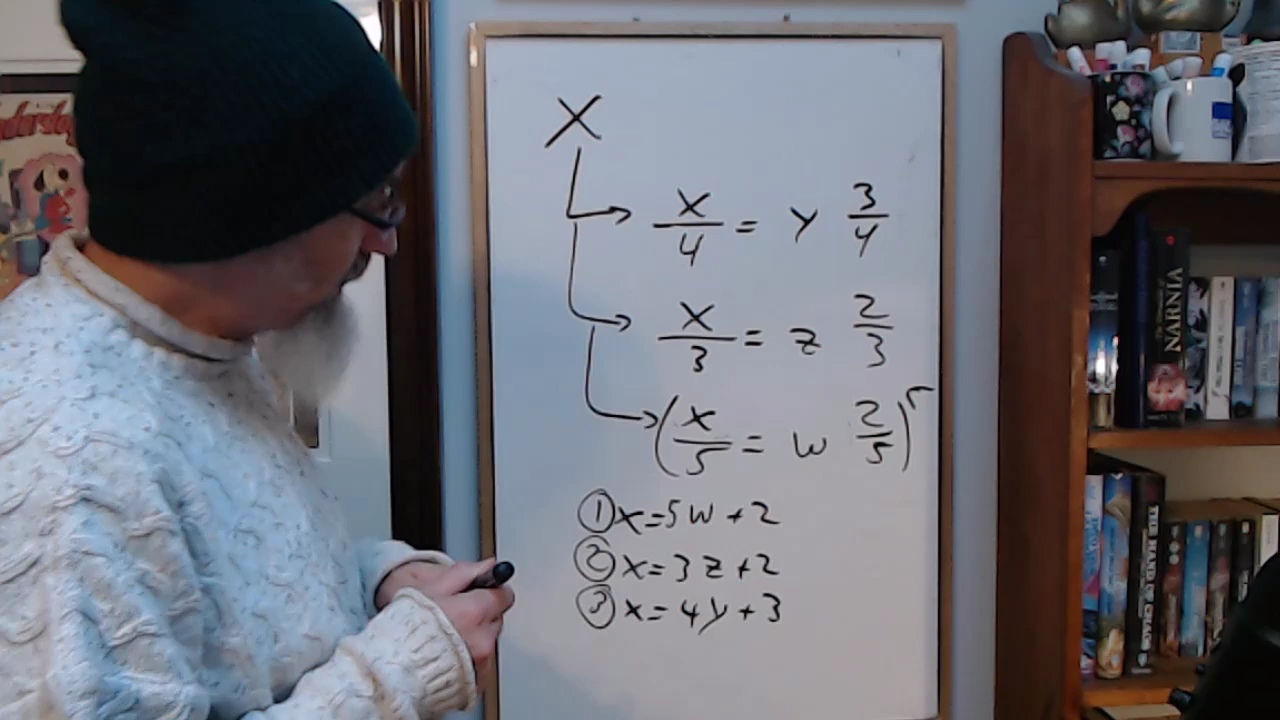 X
x/4 = y 3/4
x/3 = z 2/3
(x/5 = w 2/5)5
① x=5w+2
② x=3z+2
③ x=4y+3
NARNIA